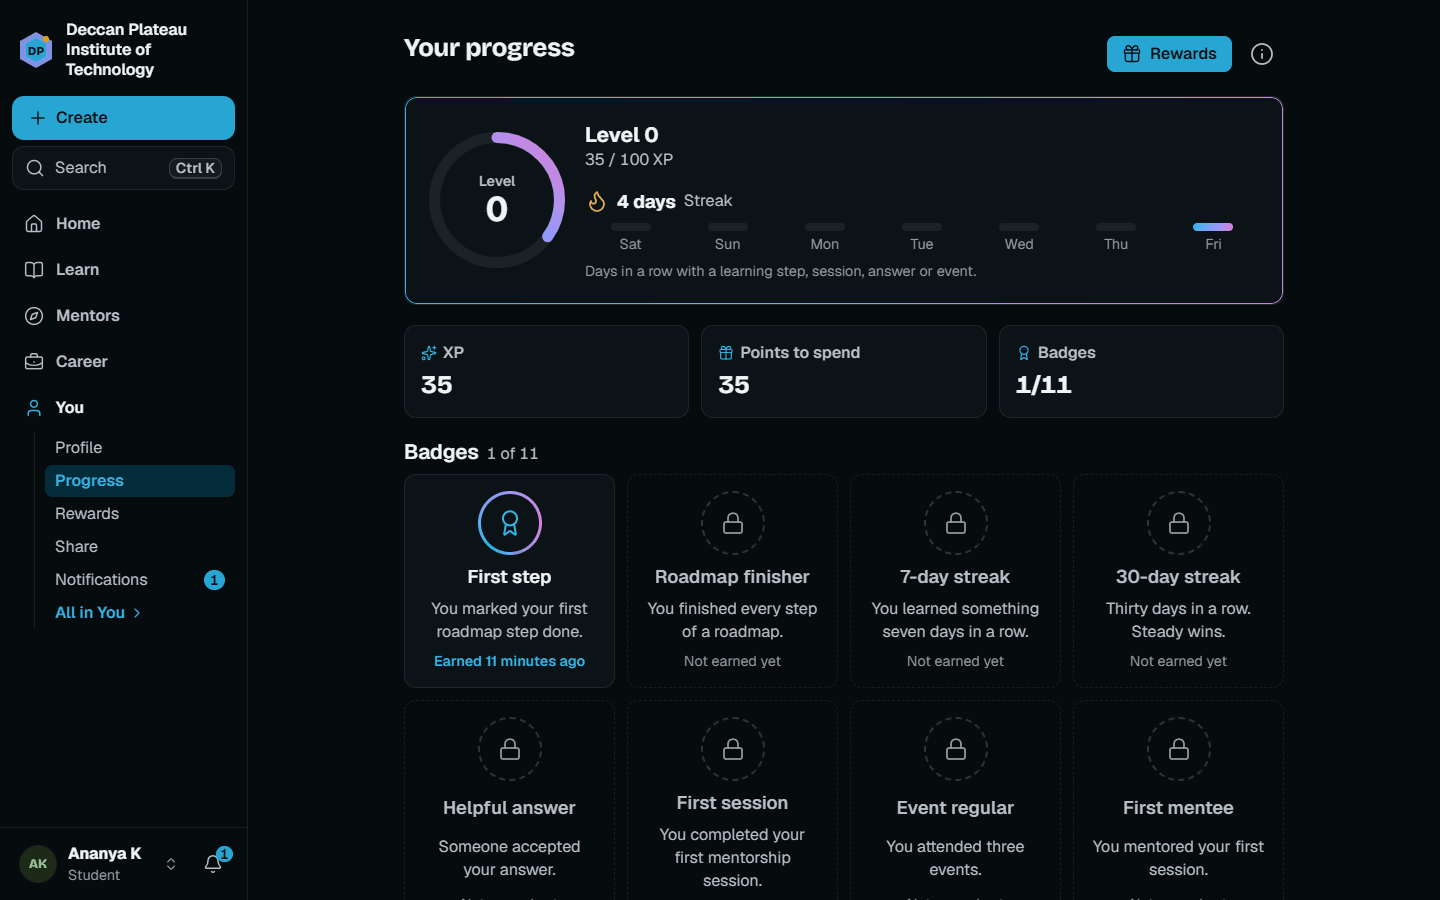 DP
Deccan Plateau
Institute of
Technology
Create
Search
Ctrl K
Home
Learn
Mentors
Career
You
Profile
Progress
Rewards
Share
Notifications
1
All in You
AK
Ananya K
Student
1
Your progress
Rewards
Level
0
Level 0
35 / 100 XP
4 days Streak
Sat Sun Mon Tue Wed Thu Fri
Days in a row with a learning step, session, answer or event.
XP
35
Points to spend
35
Badges
1/11
Badges 1 of 11
First step
You marked your first
roadmap step done.
Earned 11 minutes ago
Roadmap finisher
You finished every step
of a roadmap.
Not earned yet
7-day streak
You learned something
seven days in a row.
Not earned yet
30-day streak
Thirty days in a row.
Steady wins.
Not earned yet
Helpful answer
Someone accepted
your answer.
First session
You completed your
first mentorship
session.
Event regular
You attended three
events.
First mentee
You mentored your first
session.